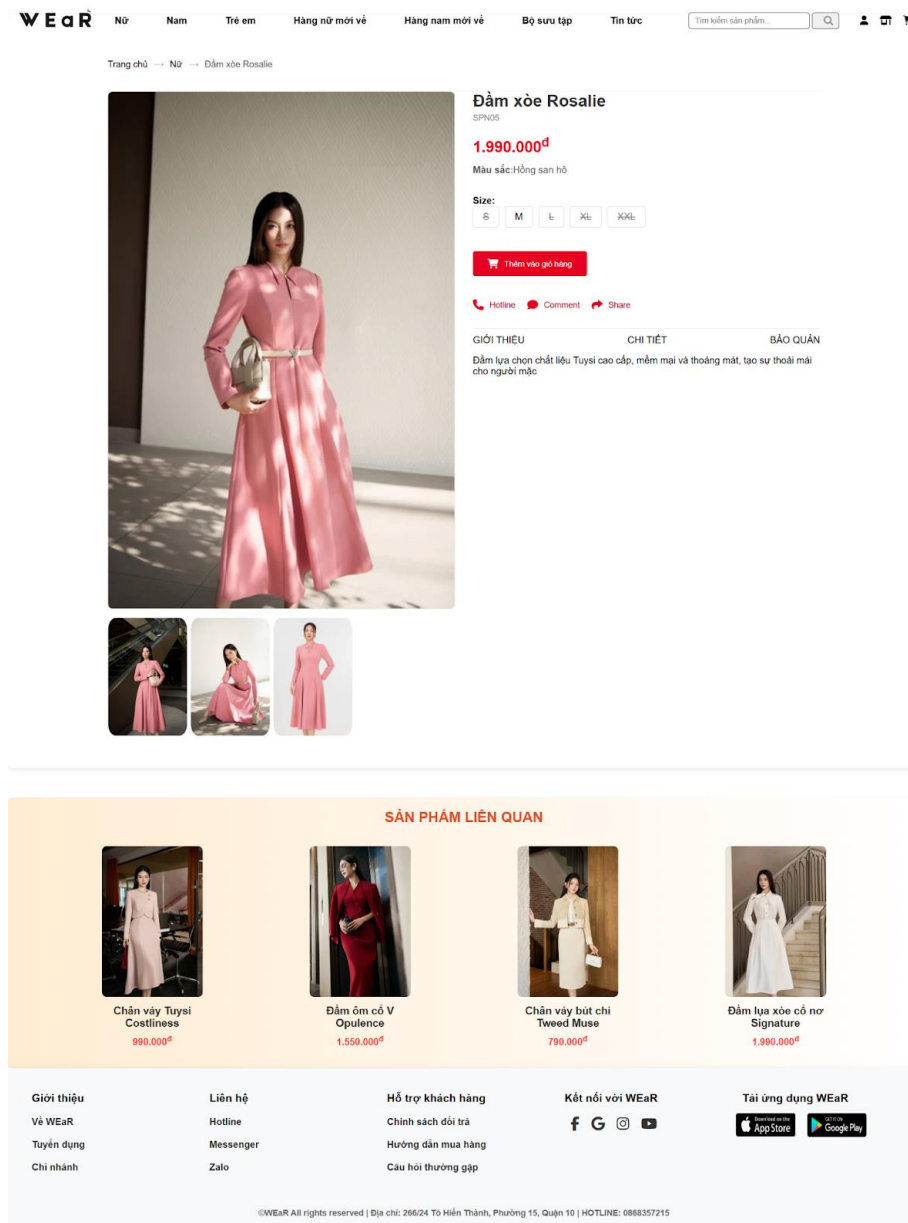 WEaR
Nữ Nam Trẻ em Hàng nữ mới về Hàng nam mới về Bộ sưu tập Tin tức Tìm kiếm sản phẩm...
Trang chủ → Nữ → Đầm xòe Rosalie
Đầm xòe Rosalie
SPN05
1.990.000đ
Màu sắc:Hồng san hô
Size:
S M L XL XXL
Thêm vào giỏ hàng
Hotline Comment Share
GIỚI THIỆU CHI TIẾT BẢO QUẢN
Đầm lựa chọn chất liệu Tuysi cao cấp, mềm mại và thoáng mát, tạo sự thoải mái
cho người mặc
SẢN PHẨM LIÊN QUAN
Chân váy Tuysi
Costliness
990.000đ
Đầm ôm cổ V
Opulence
1.550.000đ
Chân váy bút chì
Tweed Muse
790.000đ
Đầm lụa xòe cổ nơ
Signature
1.990.000đ
Giới thiệu
Về WEaR
Tuyển dụng
Chi nhánh
Liên hệ
Hotline
Messenger
Zalo
Hỗ trợ khách hàng
Chính sách đổi trả
Hướng dẫn mua hàng
Câu hỏi thường gặp
Kết nối với WEaR
Tải ứng dụng WEaR
Download on the
App Store
GET IT ON
Google Play
©WEaR All rights reserved | Địa chỉ: 266/24 Tô Hiến Thành, Phường 15, Quận 10 | HOTLINE: 0868357215